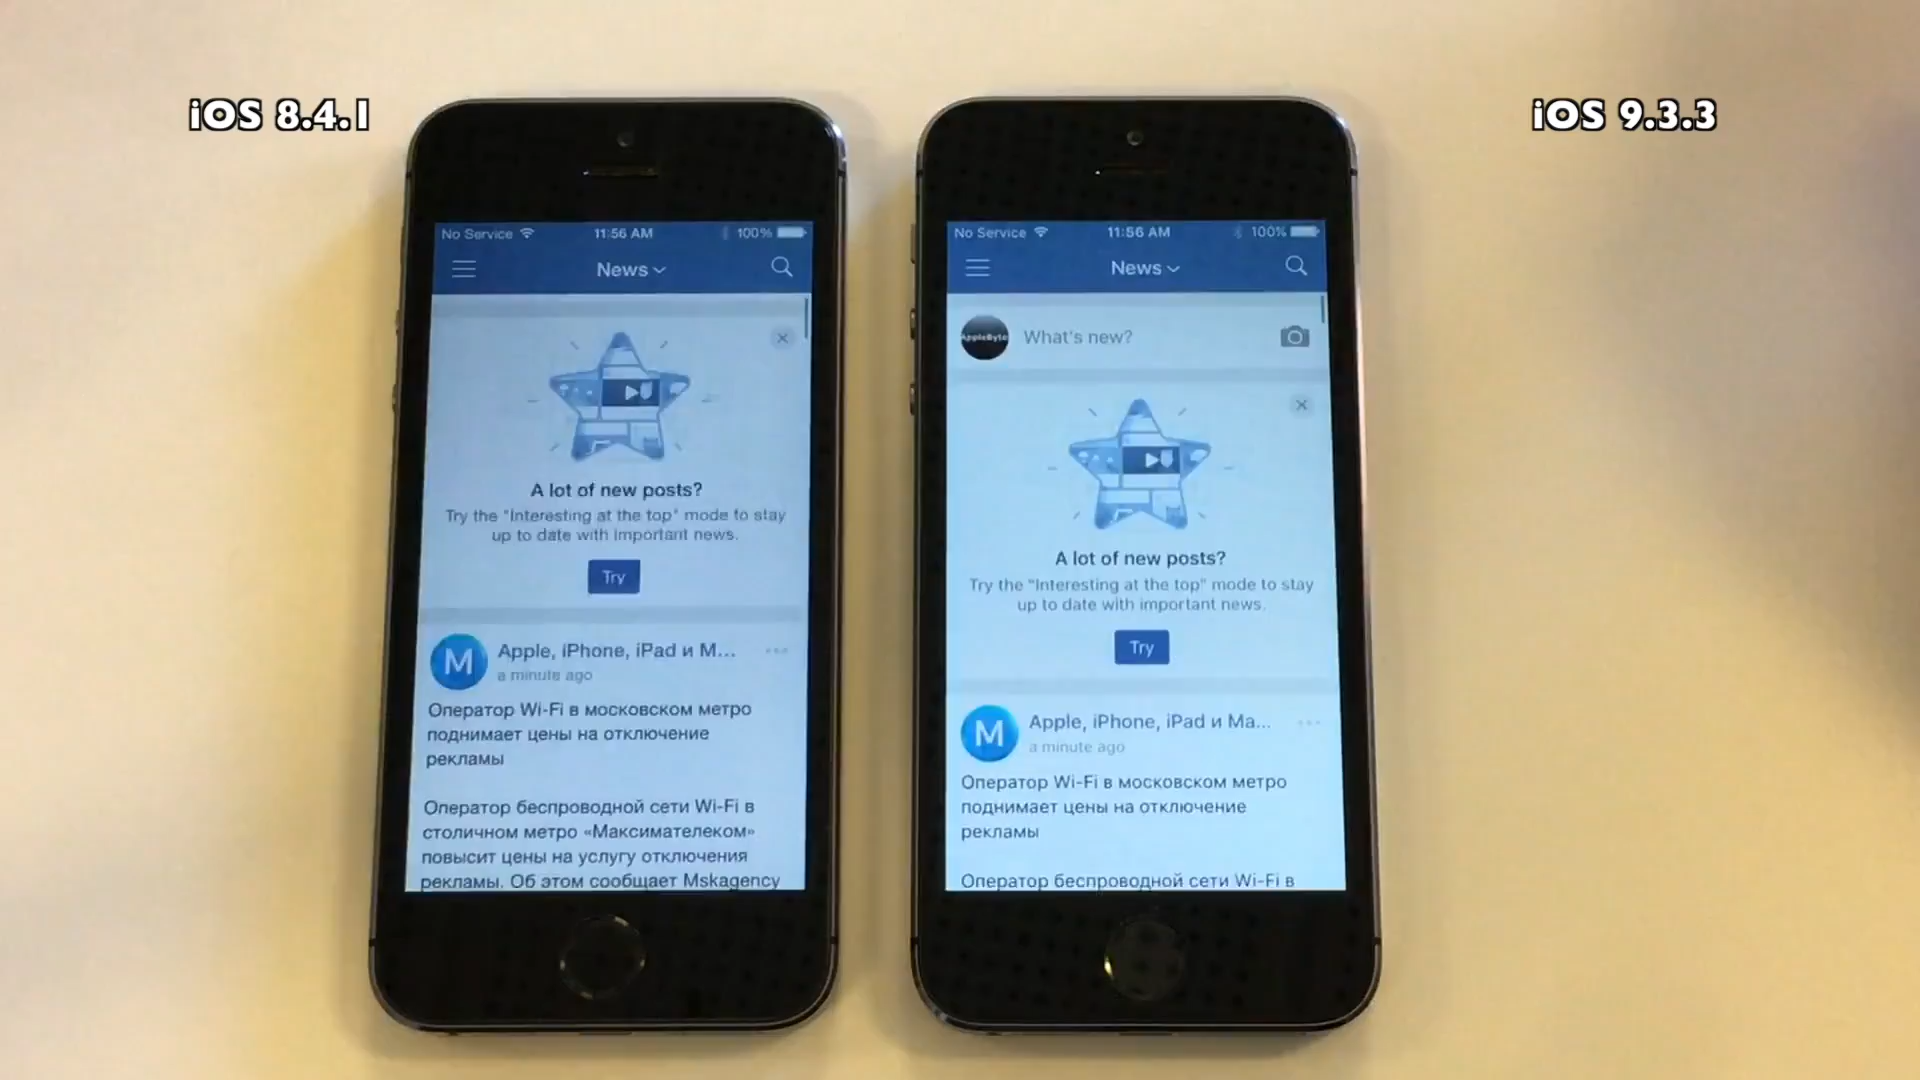 iOS 8.4.1
iOS 9.3.3
No Service
11:56 AM
100%
News
A lot of new posts?
Try the "Interesting at the top" mode to stay
up to date with important news.
Try
M
Apple, iPhone, iPad и M...
a minute ago
Оператор Wi-Fi в московском метро
поднимает цены на отключение
рекламы
Оператор беспроводной сети Wi-Fi в
столичном метро «Максимателеком»
повысит цены на услугу отключения
рекламы. Об этом сообщает Mskagency
No Service
11:56 AM
100%
News
AppleByte
What's new?
A lot of new posts?
Try the "Interesting at the top" mode to stay
up to date with important news.
Try
M
Apple, iPhone, iPad и Ma...
a minute ago
Оператор Wi-Fi в московском метро
поднимает цены на отключение
рекламы
Оператор беспроводной сети Wi-Fi в